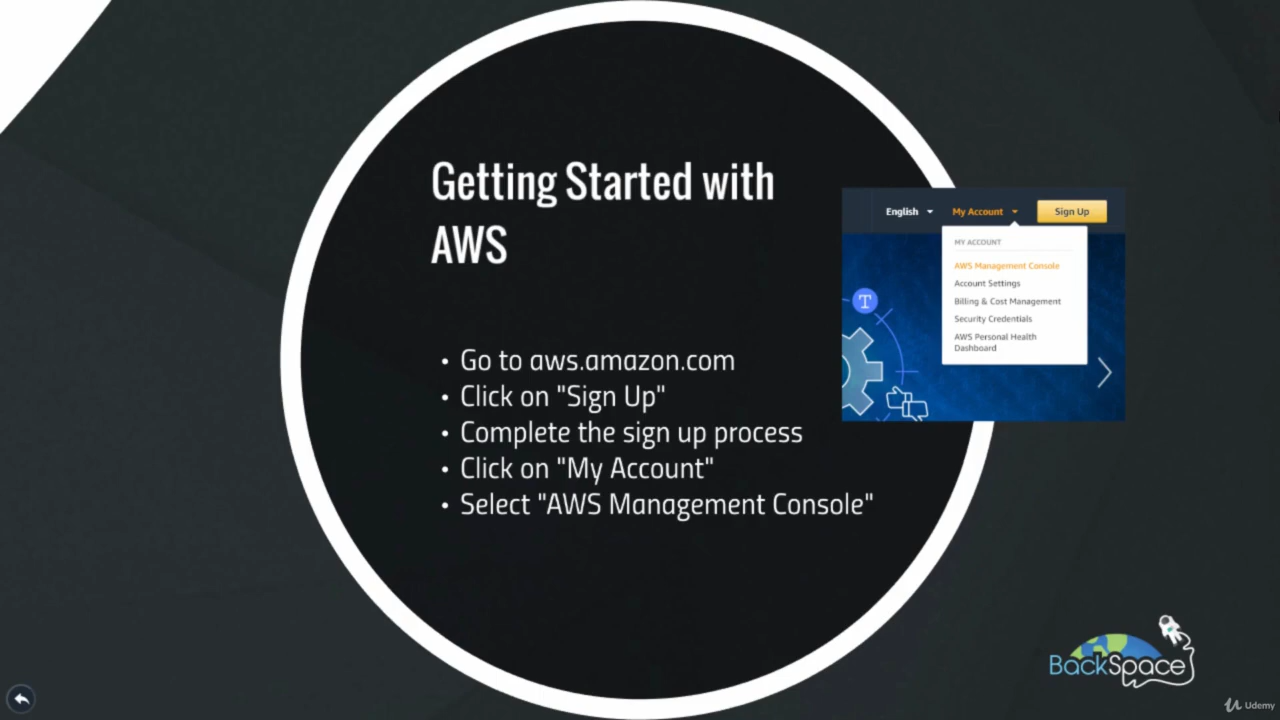 Getting Started with
AWS
• Go to aws.amazon.com
• Click on "Sign Up"
• Complete the sign up process
• Click on "My Account"
• Select "AWS Management Console"
English
My Account
Sign Up
MY ACCOUNT
AWS Management Console
Account Settings
Billing & Cost Management
Security Credentials
AWS Personal Health
Dashboard
T
BackSpace
Udemy